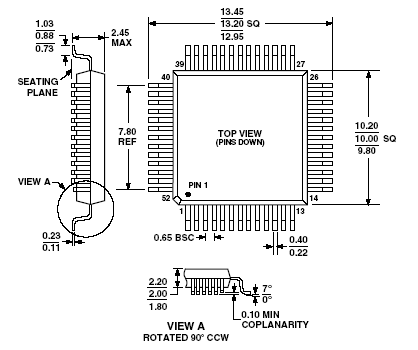 1.03
0.88
0.73
2.45
MAX
13.45
13.20 SQ
12.95
39
27
40
26
SEATING
PLANE
7.80
REF
TOP VIEW
(PINS DOWN)
10.20
10.00 SQ
9.80
VIEW A
PIN 1
52
14
1
13
0.23
0.11
0.65 BSC
0.40
0.22
2.20
2.00
1.80
7°
0°
0.10 MIN
COPLANARITY
VIEW A
ROTATED 90° CCW